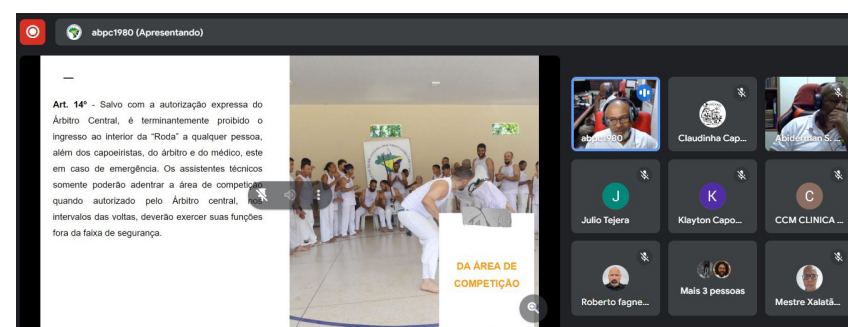 abpc1980 (Apresentando)
Art. 14º - Salvo com a autorização expressa do
Árbitro Central, é terminantemente proibido o
ingresso ao interior da “Roda” a qualquer pessoa,
além dos capoeiristas, do árbitro e do médico, este
em caso de emergência. Os assistentes técnicos
somente poderão adentrar a área de competição
quando autorizado pelo Árbitro central, nos
intervalos das voltas, deverão exercer suas funções
fora da faixa de segurança.
DA ÁREA DE
COMPETIÇÃO
abpc1980
Claudinha Cap...
Abiderman S. ...
J
Julio Tejera
K
Klayton Capo...
C
CCM CLINICA ...
Roberto fagne...
Mais 3 pessoas
Mestre Xalatã...